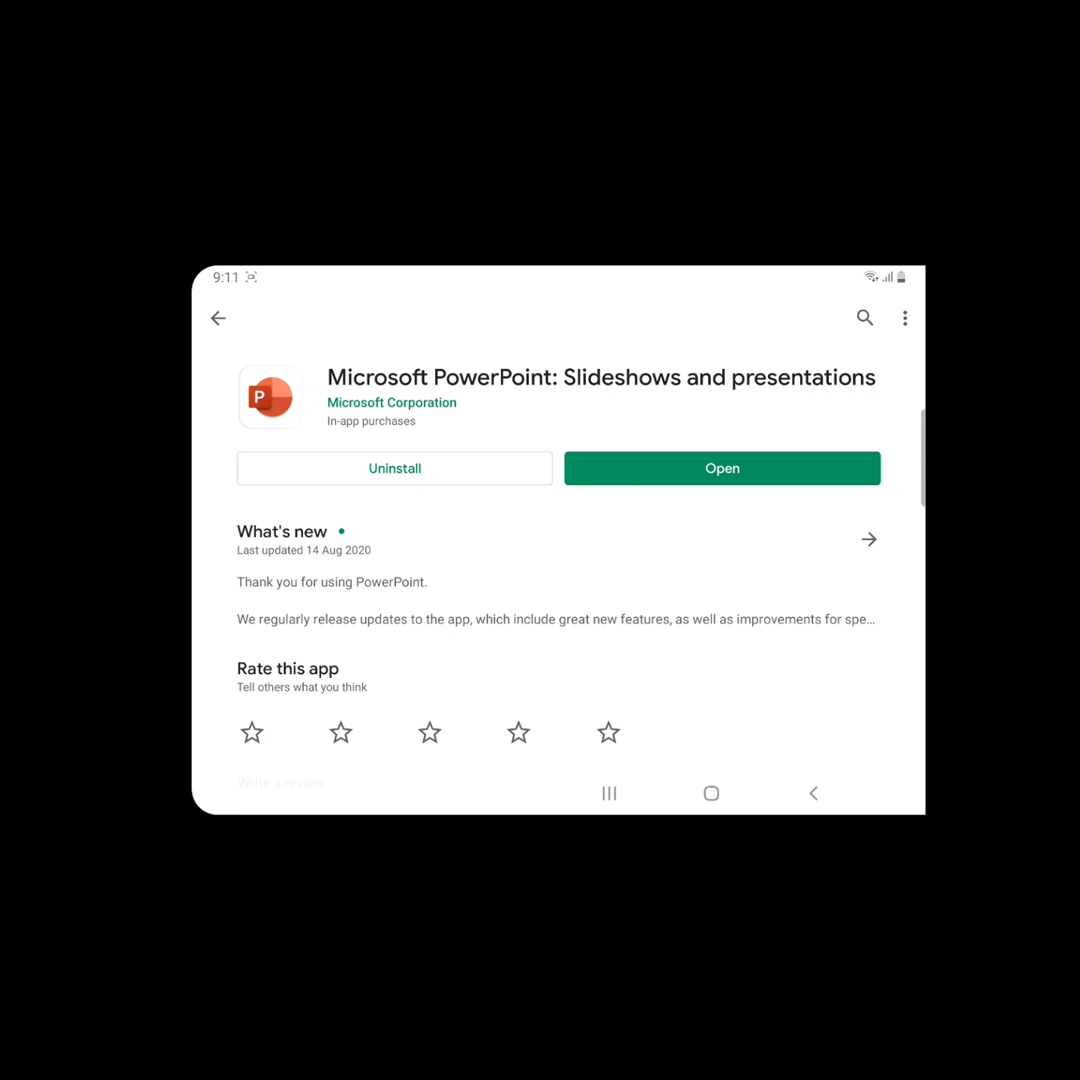 9:11
P
Microsoft PowerPoint: Slideshows and presentations
Microsoft Corporation
In-app purchases
Uninstall
Open
What's new
Last updated 14 Aug 2020
Thank you for using PowerPoint.
We regularly release updates to the app, which include great new features, as well as improvements for spe...
Rate this app
Tell others what you think
Write a review